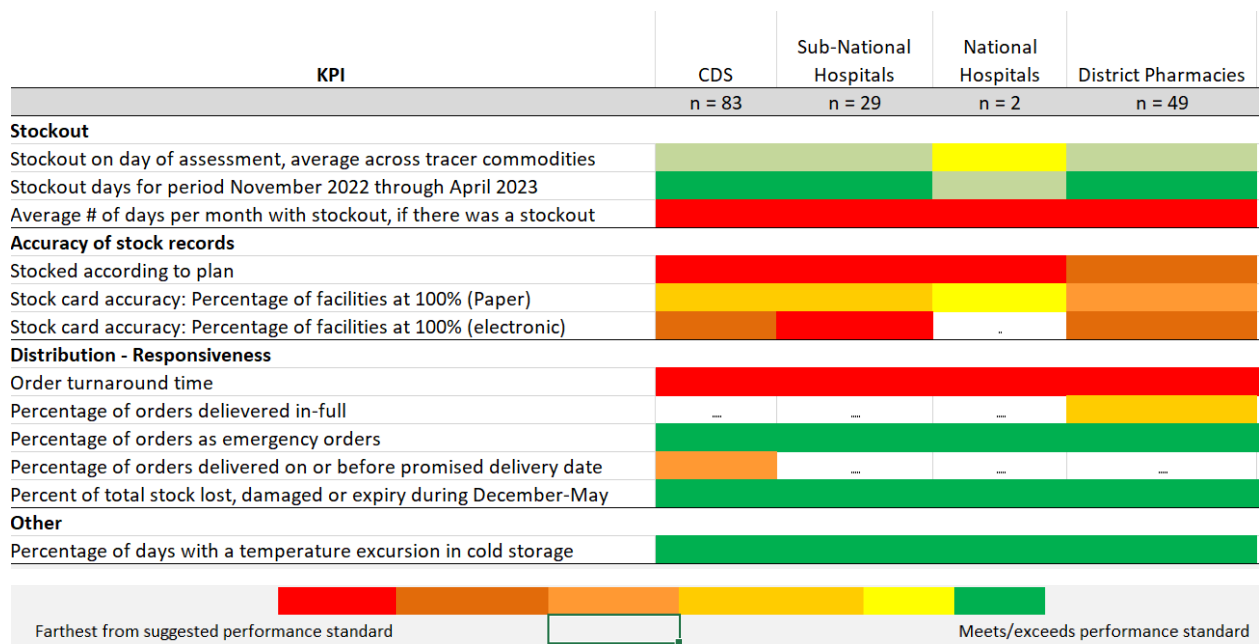 KPI CDS Sub-National Hospitals National Hospitals District Pharmacies
n = 83 n = 29 n = 2 n = 49
Stockout
Stockout on day of assessment, average across tracer commodities
Stockout days for period November 2022 through April 2023
Average # of days per month with stockout, if there was a stockout
Accuracy of stock records
Stocked according to plan
Stock card accuracy: Percentage of facilities at 100% (Paper)
Stock card accuracy: Percentage of facilities at 100% (electronic) ..
Distribution - Responsiveness
Order turnaround time
Percentage of orders delievered in-full .... .... ....
Percentage of orders as emergency orders
Percentage of orders delivered on or before promised delivery date .... .... ....
Percent of total stock lost, damaged or expiry during December-May
Other
Percentage of days with a temperature excursion in cold storage
Farthest from suggested performance standard Meets/exceeds performance standard